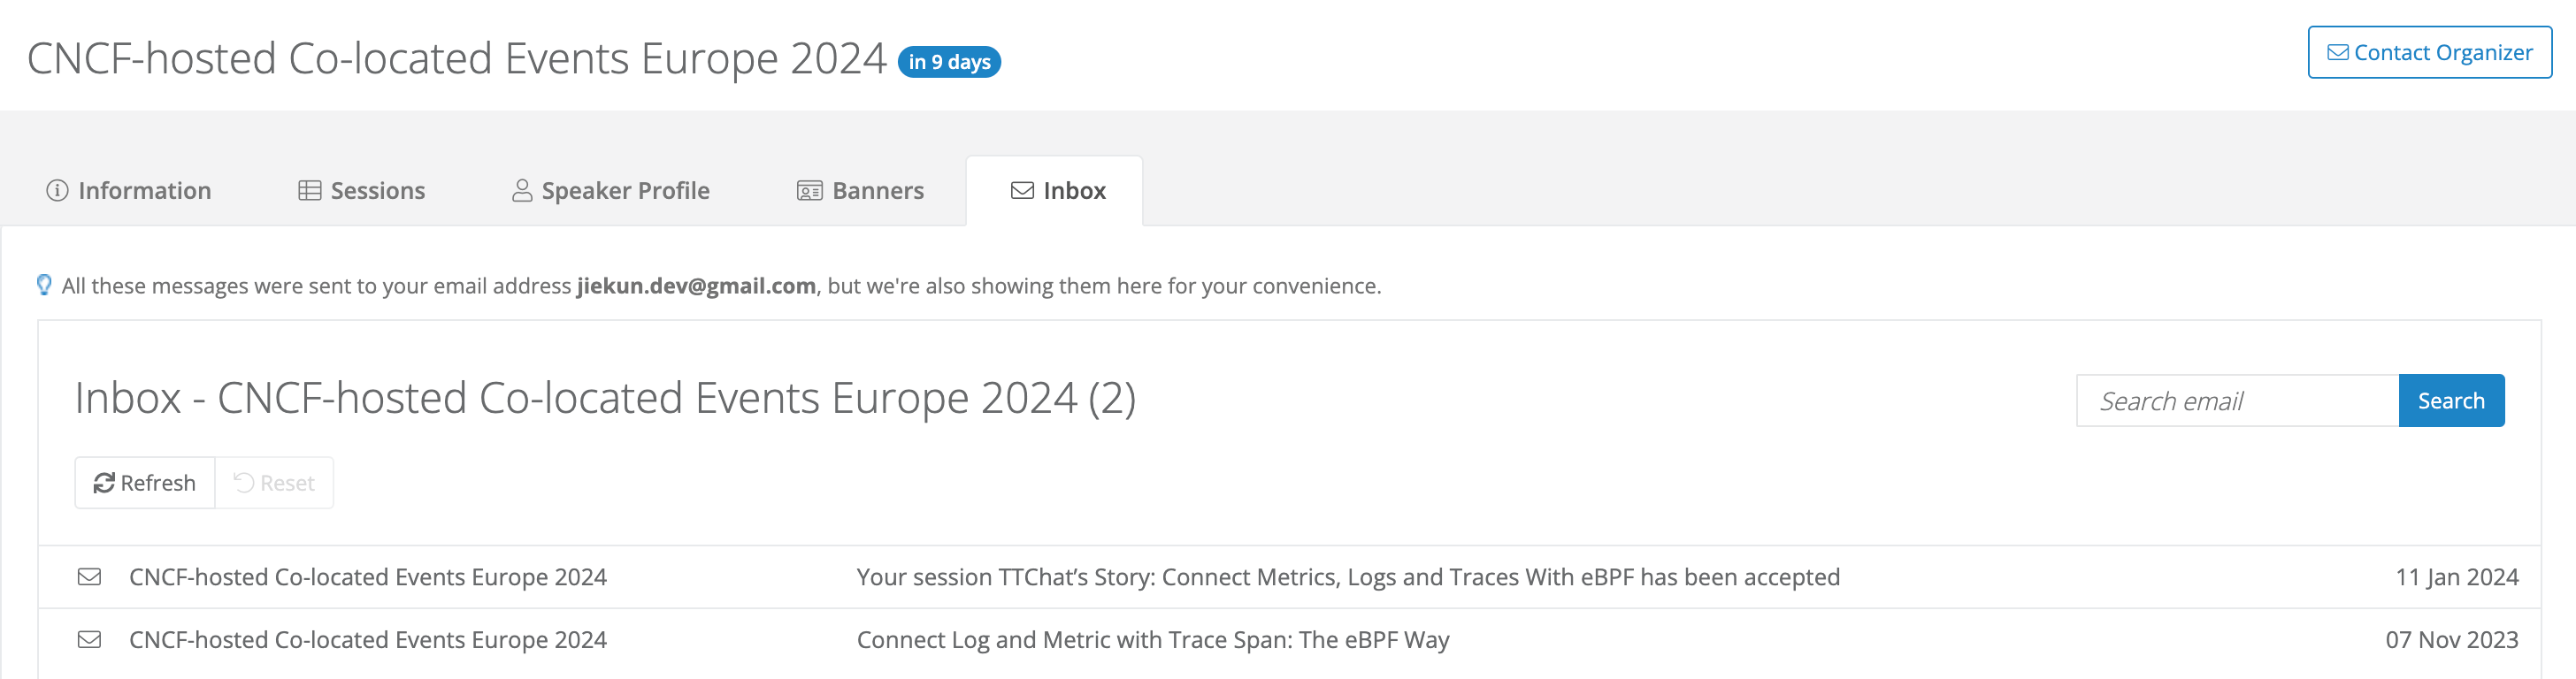 CNCF-hosted Co-located Events Europe 2024 in 9 days
Contact Organizer
Information Sessions Speaker Profile Banners Inbox
All these messages were sent to your email address jiekun.dev@gmail.com, but we're also showing them here for your convenience.
Inbox - CNCF-hosted Co-located Events Europe 2024 (2)
Search email Search
Refresh Reset
CNCF-hosted Co-located Events Europe 2024 Your session TTChat’s Story: Connect Metrics, Logs and Traces With eBPF has been accepted 11 Jan 2024
CNCF-hosted Co-located Events Europe 2024 Connect Log and Metric with Trace Span: The eBPF Way 07 Nov 2023